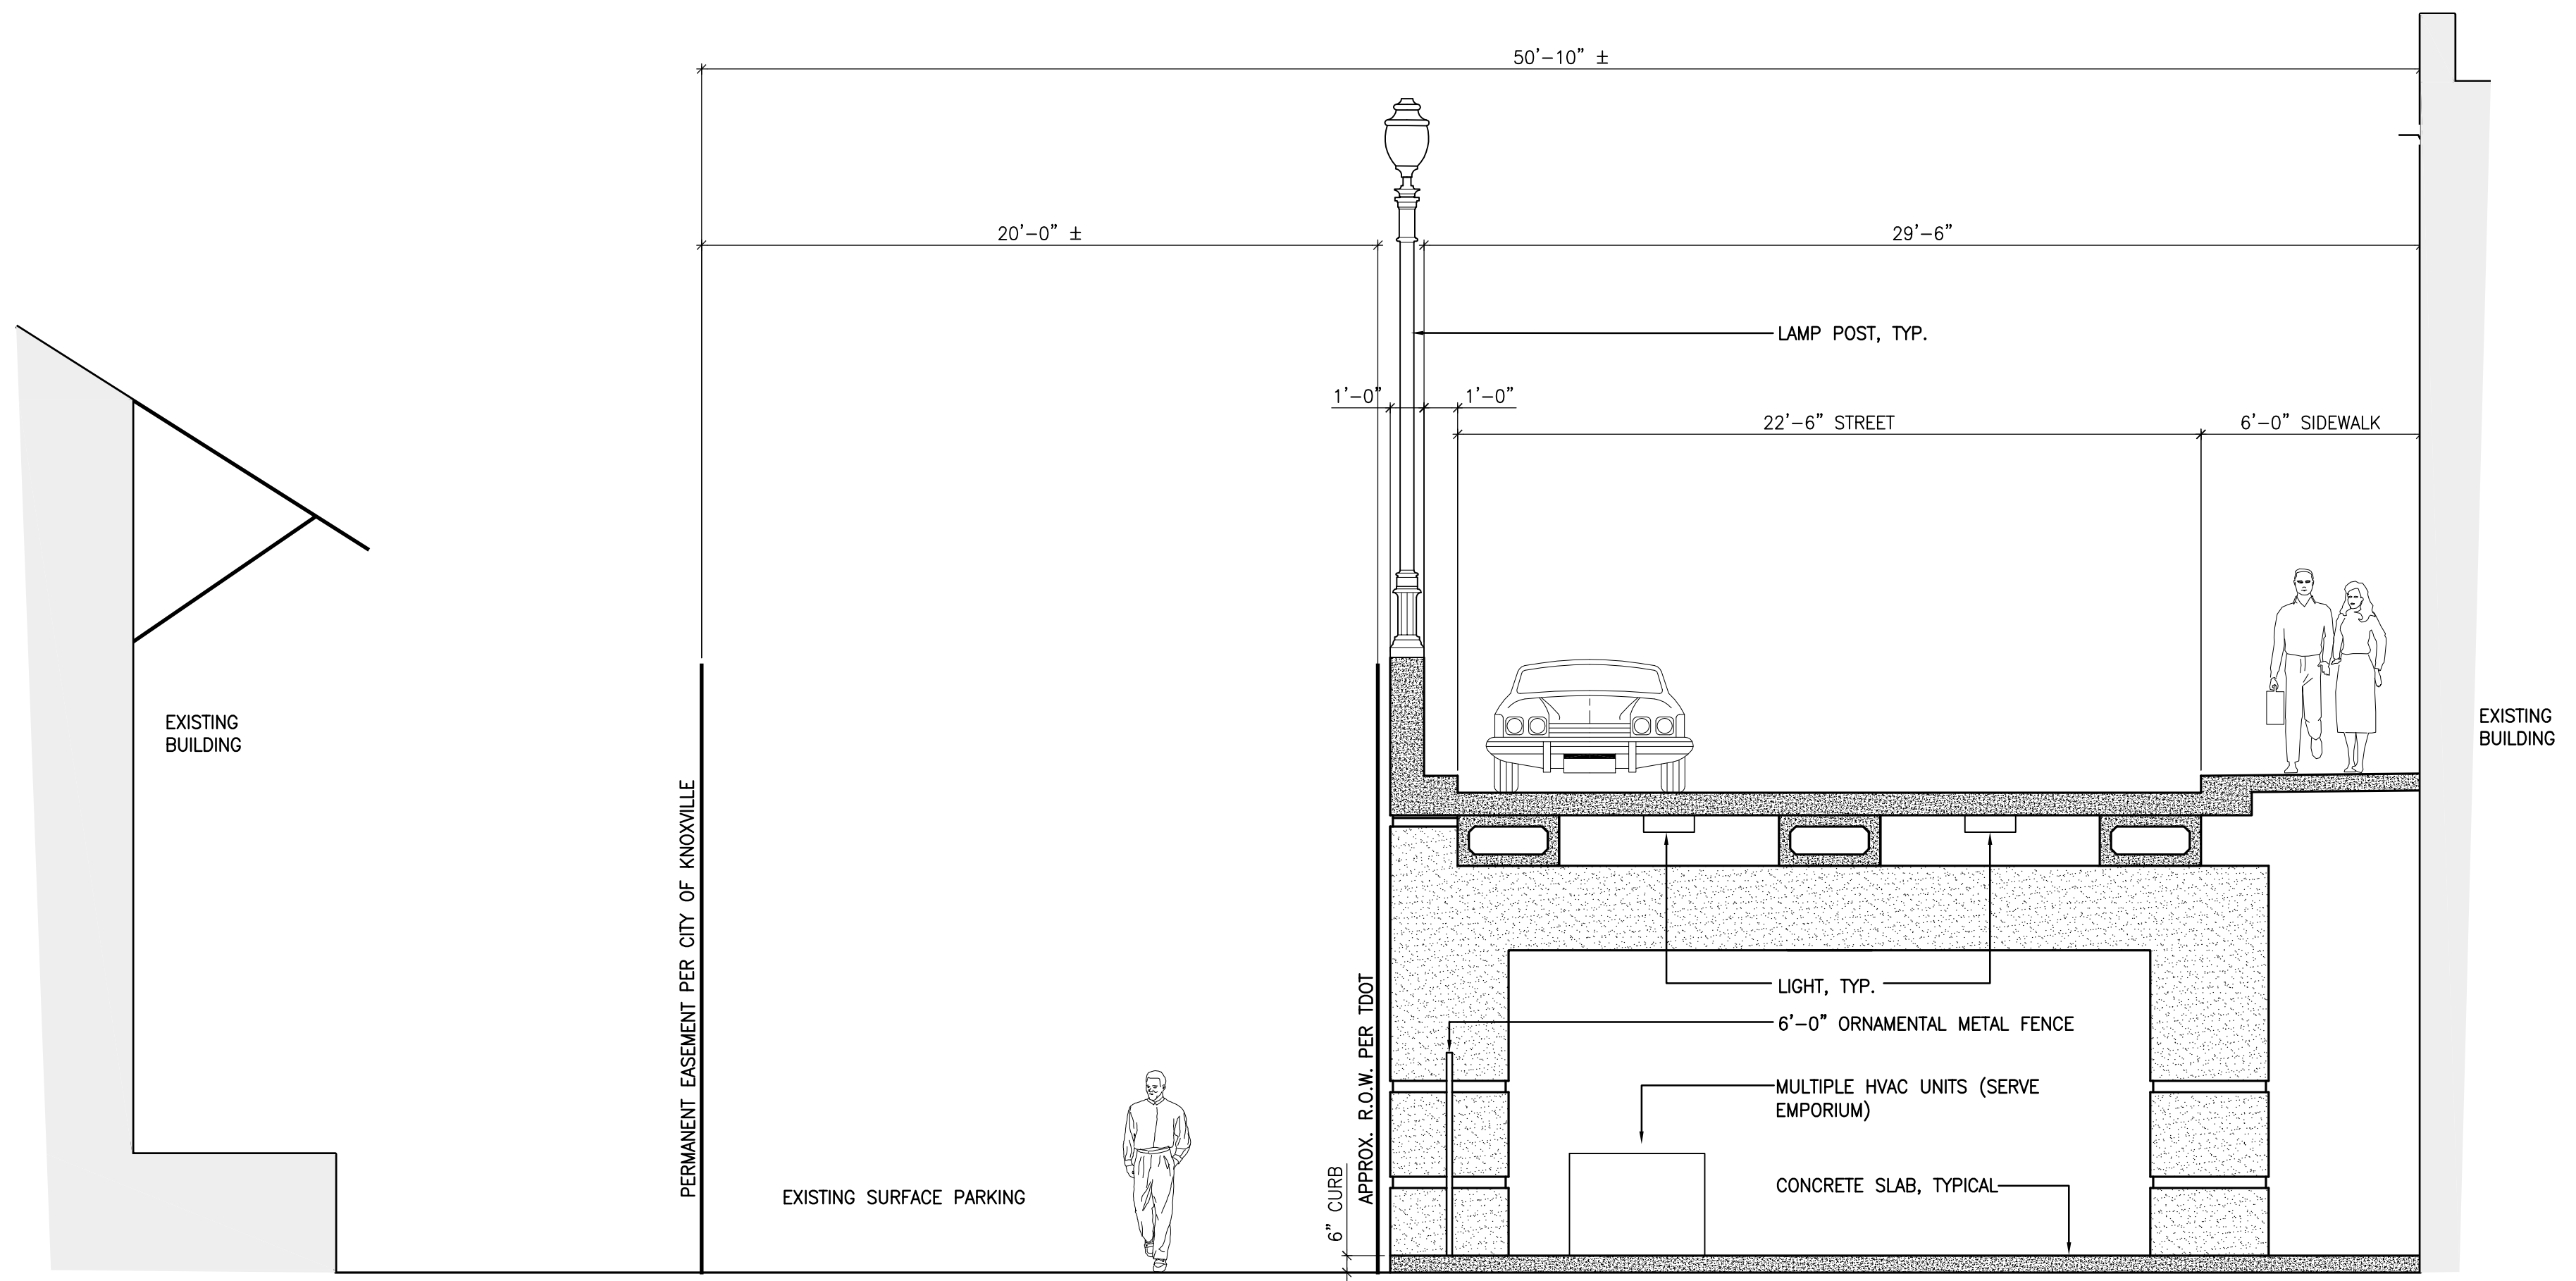 50'-10" ±
20'-0" ±
29'-6"
LAMP POST, TYP.
1'-0"
1'-0"
22'-6" STREET
6'-0" SIDEWALK
EXISTING
BUILDING
EXISTING
BUILDING
PERMANENT EASEMENT PER CITY OF KNOXVILLE
APPROX. R.O.W. PER TDOT
LIGHT, TYP.
6'-0" ORNAMENTAL METAL FENCE
MULTIPLE HVAC UNITS (SERVE
EMPORIUM)
EXISTING SURFACE PARKING
6" CURB
CONCRETE SLAB, TYPICAL